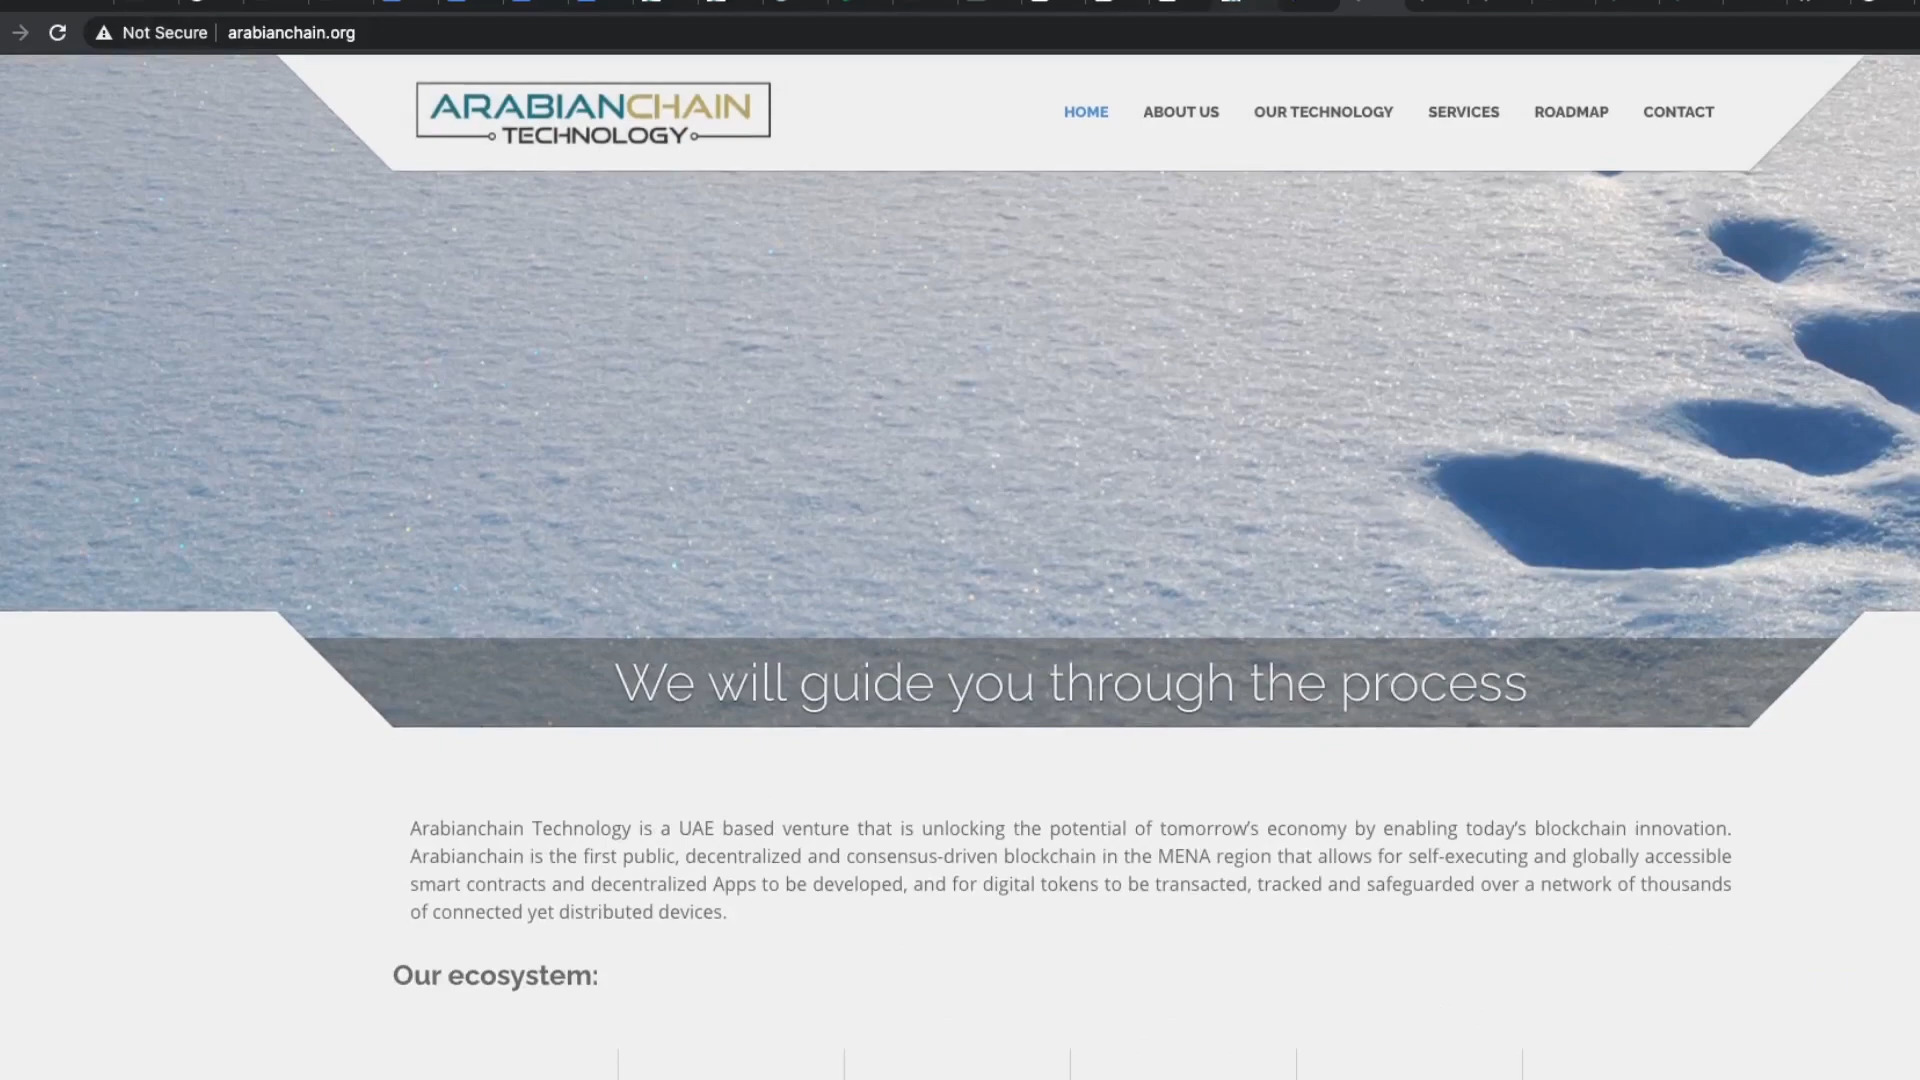 Not Secure
arabianchain.org
ARABIANCHAIN
TECHNOLOGY
HOME
ABOUT US
OUR TECHNOLOGY
SERVICES
ROADMAP
CONTACT
We will guide you through the process
Arabianchain Technology is a UAE based venture that is unlocking the potential of tomorrow’s economy by enabling today’s blockchain innovation.
Arabianchain is the first public, decentralized and consensus-driven blockchain in the MENA region that allows for self-executing and globally accessible
smart contracts and decentralized Apps to be developed, and for digital tokens to be transacted, tracked and safeguarded over a network of thousands
of connected yet distributed devices.
Our ecosystem: